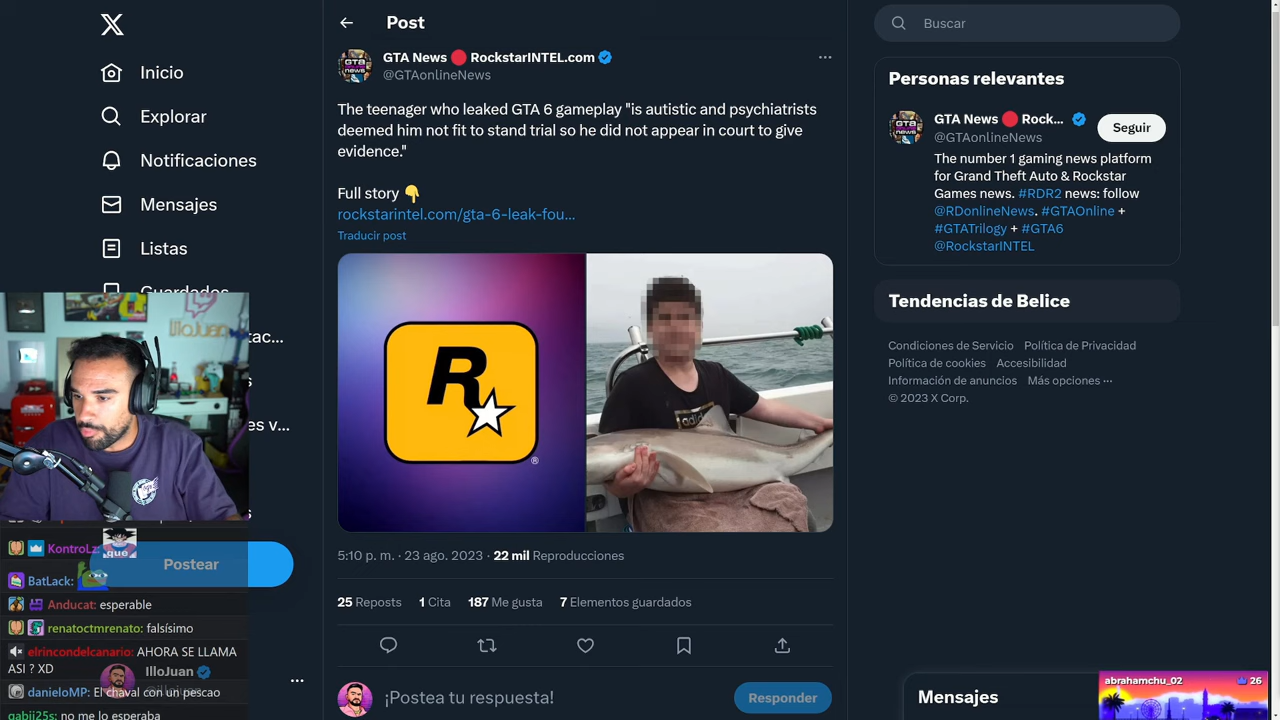 Inicio
Explorar
Notificaciones
Mensajes
Listas
Guardados
tac...
es v...
Postear
IlloJuan
KontroLz:
que
BatLack:
Anducat: esperable
renatoctmrenato: falsísimo
elrincondelcanario: AHORA SE LLAMA
ASI ? XD
danieloMP: El chaval con un pescao
gabii25s: no me lo esperaba
Post
GTA News 🔴 RockstarINTEL.com
@GTAonlineNews
The teenager who leaked GTA 6 gameplay "is autistic and psychiatrists
deemed him not fit to stand trial so he did not appear in court to give
evidence."
Full story 👇
rockstarintel.com/gta-6-leak-fou...
Traducir post
R
®
adidas
5:10 p. m. · 23 ago. 2023 · 22 mil Reproducciones
25 Reposts 1 Cita 187 Me gusta 7 Elementos guardados
¡Postea tu respuesta!
Responder
Buscar
Personas relevantes
GTA News 🔴 Rock...
@GTAonlineNews
Seguir
The number 1 gaming news platform
for Grand Theft Auto & Rockstar
Games news. #RDR2 news: follow
@RDonlineNews. #GTAOnline +
#GTATrilogy + #GTA6
@RockstarINTEL
Tendencias de Belice
Condiciones de Servicio Política de Privacidad
Política de cookies Accesibilidad
Información de anuncios Más opciones ···
© 2023 X Corp.
Mensajes
abrahamchu_02 26